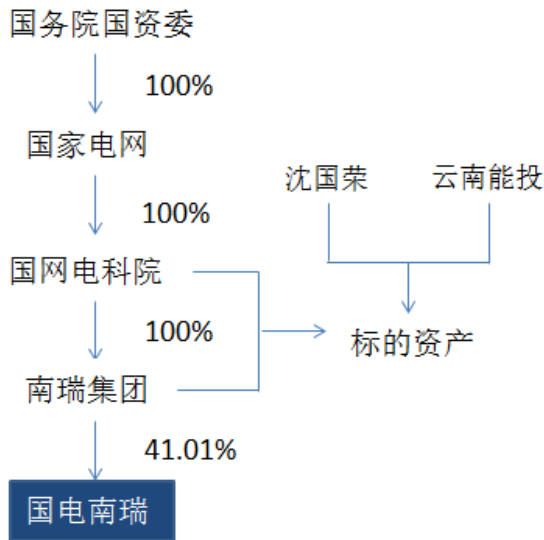 国务院国资委
100%
国家电网
沈国荣
云南能投
100%
国网电科院
100%
标的资产
南瑞集团
41.01%
国电南瑞